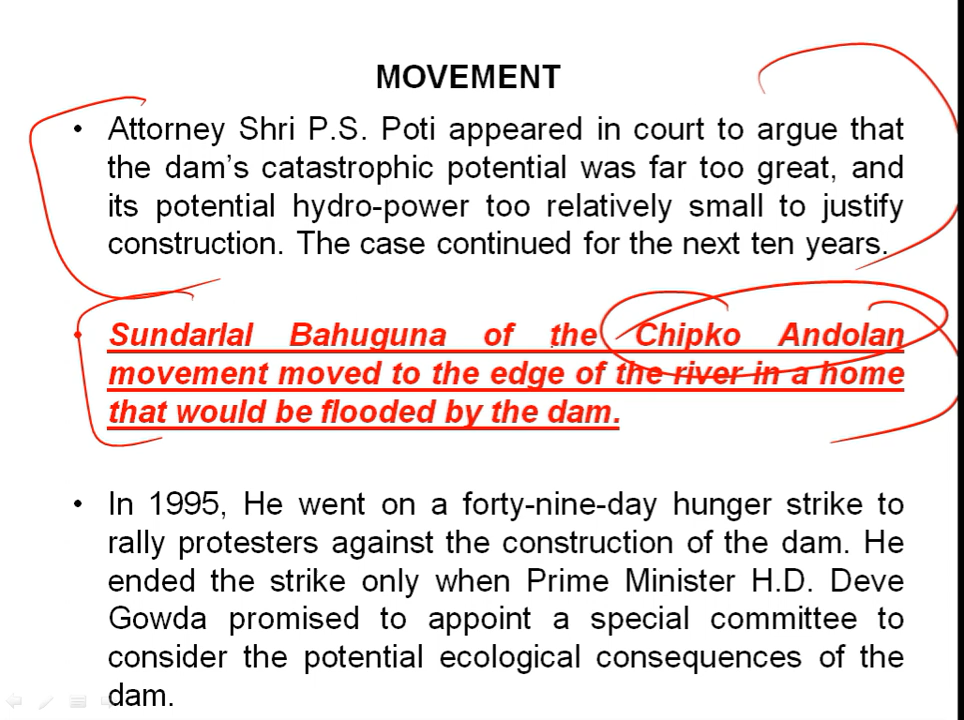 MOVEMENT
• Attorney Shri P.S. Poti appeared in court to argue that
the dam's catastrophic potential was far too great, and
its potential hydro-power too relatively small to justify
construction. The case continued for the next ten years.
• Sundarlal Bahuguna of the Chipko Andolan
movement moved to the edge of the river in a home
that would be flooded by the dam.
• In 1995, He went on a forty-nine-day hunger strike to
rally protesters against the construction of the dam. He
ended the strike only when Prime Minister H.D. Deve
Gowda promised to appoint a special committee to
consider the potential ecological consequences of the
dam.